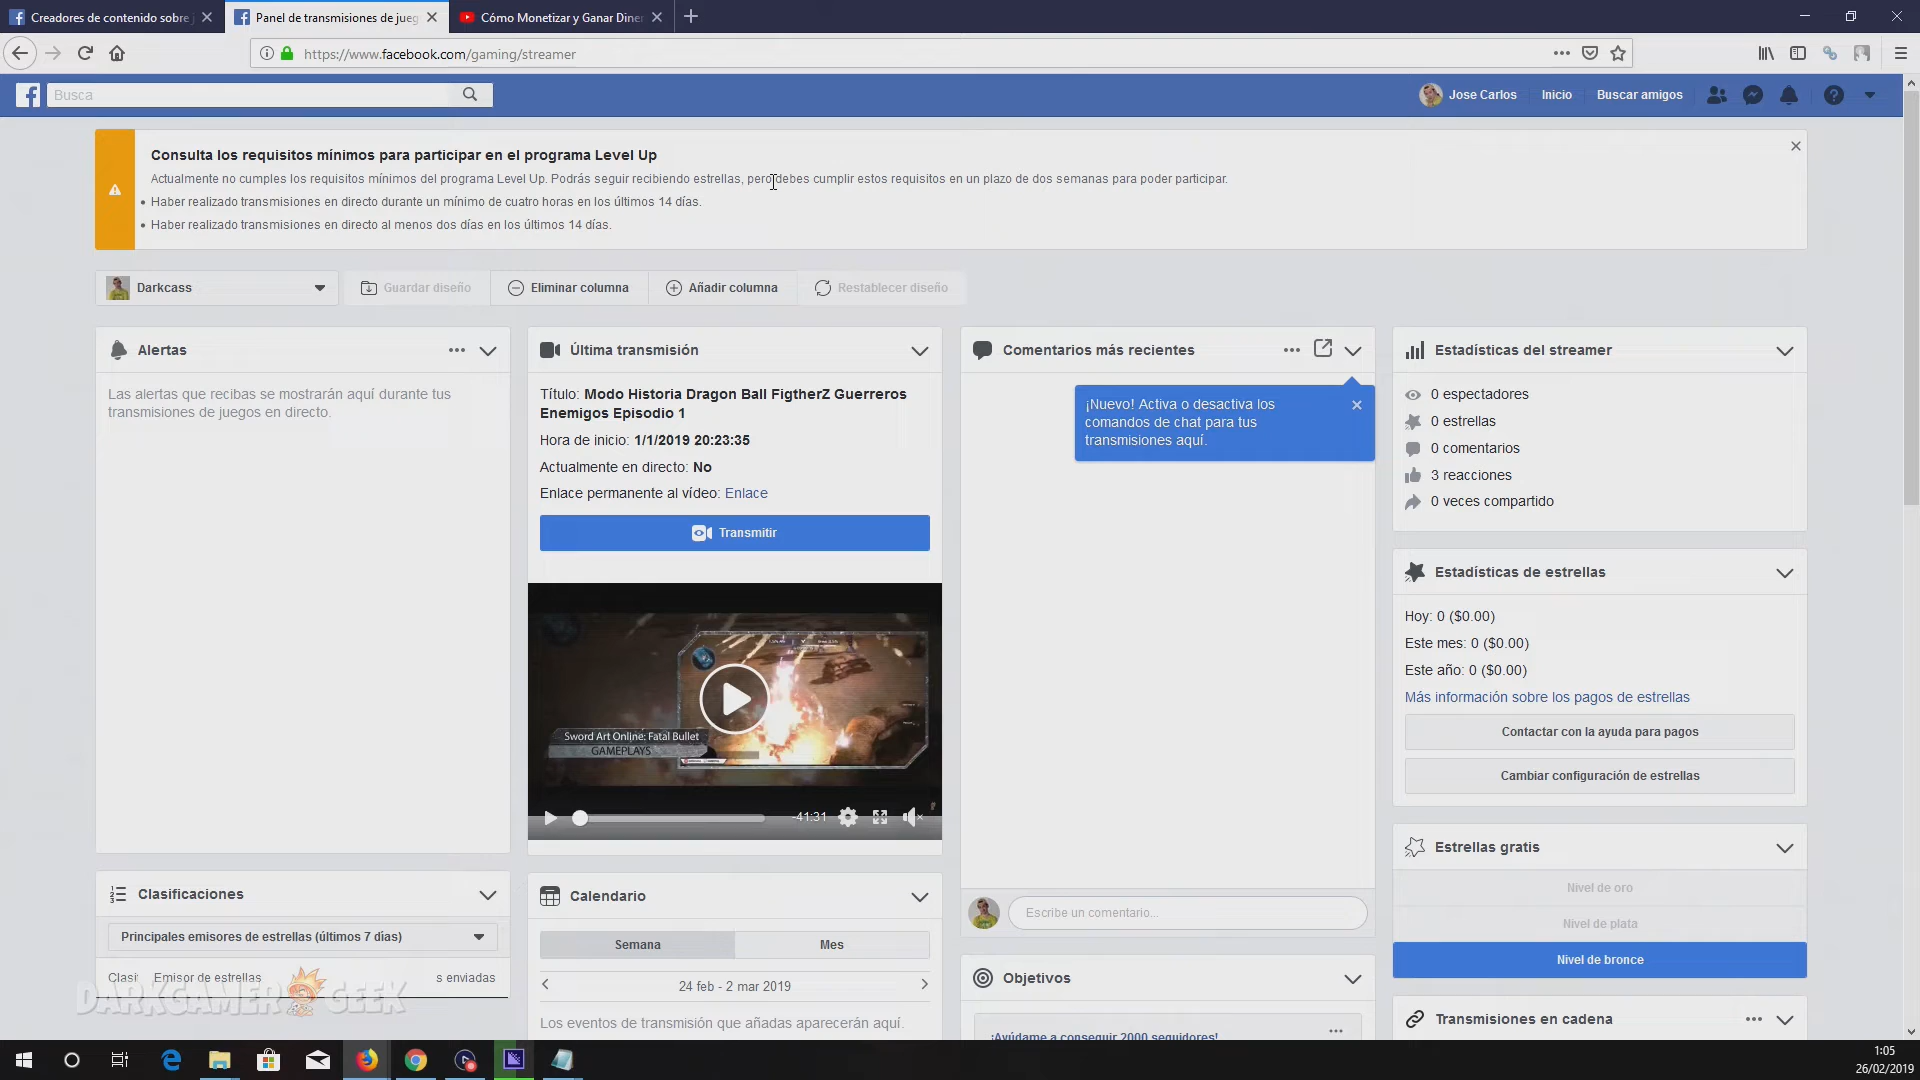 Creadores de contenido sobre
Panel de transmisiones de jueg
Cómo Monetizar y Ganar Diner
https://www.facebook.com/gaming/streamer
Busca
Jose Carlos
Inicio
Buscar amigos
Consulta los requisitos mínimos para participar en el programa Level Up
Actualmente no cumples los requisitos mínimos del programa Level Up. Podrás seguir recibiendo estrellas, pero debes cumplir estos requisitos en un plazo de dos semanas para poder participar.
Haber realizado transmisiones en directo durante un mínimo de cuatro horas en los últimos 14 días.
Haber realizado transmisiones en directo al menos dos días en los últimos 14 días.
Darkcass
Guardar diseño
Eliminar columna
Añadir columna
Restablecer diseño
Alertas
Las alertas que recibas se mostrarán aquí durante tus
transmisiones de juegos en directo.
Clasificaciones
Principales emisores de estrellas (últimos 7 días)
Clasi
Emisor de estrellas
s enviadas
DARKGAMER GEEK
Última transmisión
Título: Modo Historia Dragon Ball FigtherZ Guerreros
Enemigos Episodio 1
Hora de inicio: 1/1/2019 20:23:35
Actualmente en directo: No
Enlace permanente al vídeo: Enlace
Transmitir
Sword Art Online: Fatal Bullet
GAMEPLAYS
-41:31
Calendario
Semana
Mes
24 feb - 2 mar 2019
Los eventos de transmisión que añadas aparecerán aquí.
Comentarios más recientes
¡Nuevo! Activa o desactiva los
comandos de chat para tus
transmisiones aquí.
Escribe un comentario...
Objetivos
¡Ayúdame a conseguir 2000 seguidores!
Estadísticas del streamer
0 espectadores
0 estrellas
0 comentarios
3 reacciones
0 veces compartido
Estadísticas de estrellas
Hoy: 0 ($0.00)
Este mes: 0 ($0.00)
Este año: 0 ($0.00)
Más información sobre los pagos de estrellas
Contactar con la ayuda para pagos
Cambiar configuración de estrellas
Estrellas gratis
Nivel de oro
Nivel de plata
Nivel de bronce
Transmisiones en cadena
1:05
26/02/2019